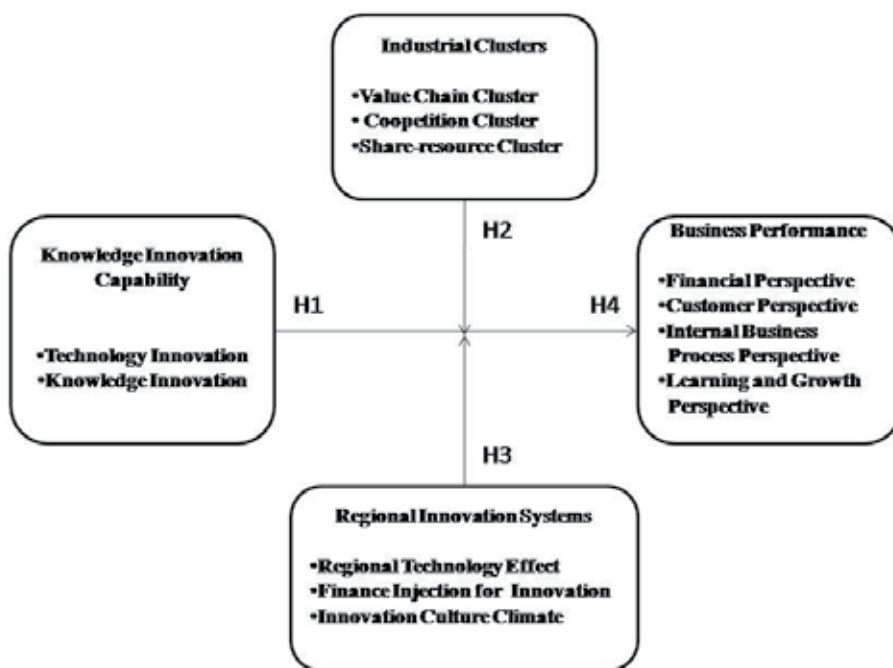 Industrial Clusters
•Value Chain Cluster
• Coopetition Cluster
•Share-resource Cluster
H2
Knowledge Innovation
Capability
•Technology Innovation
•Knowledge Innovation
H1
H4
Business Performance
•Financial Perspective
•Customer Perspective
•Internal Business
Process Perspective
•Learning and Growth
Perspective
H3
Regional Innovation Systems
•Regional Technology Effect
•Finance Injection for Innovation
•Innovation Culture Climate